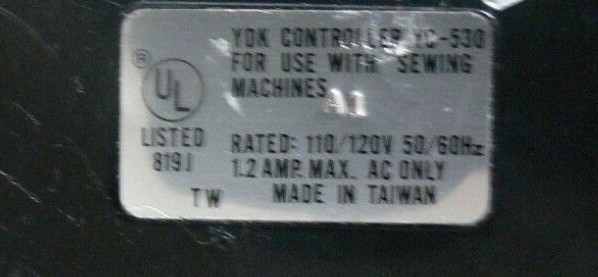 YDK CONTROLLER YC-530
FOR USE WITH SEWING
MACHINES
A1
® UL
LISTED
819J
TW
RATED: 110/120V 50/60Hz
1.2 AMP. MAX. AC ONLY
MADE IN TAIWAN